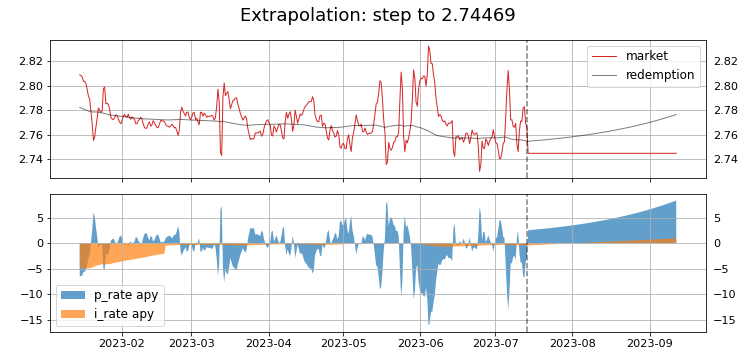 Extrapolation: step to 2.74469
2.82 2.82
2.80 2.80
2.78 2.78
2.76 2.76
2.74 2.74
market
redemption
5
0
−5
−10
−15
p_rate apy
i_rate apy
2023-02 2023-03 2023-04 2023-05 2023-06 2023-07 2023-08 2023-09
5
0
−5
−10
−15